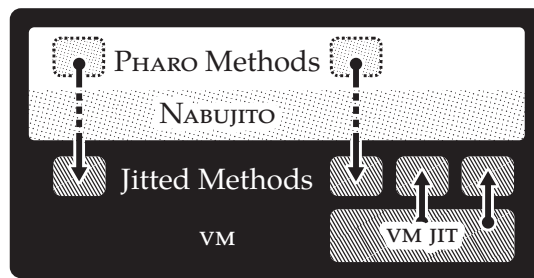 Pharo Methods
Nabujito
Jitted Methods
VM
VM JIT